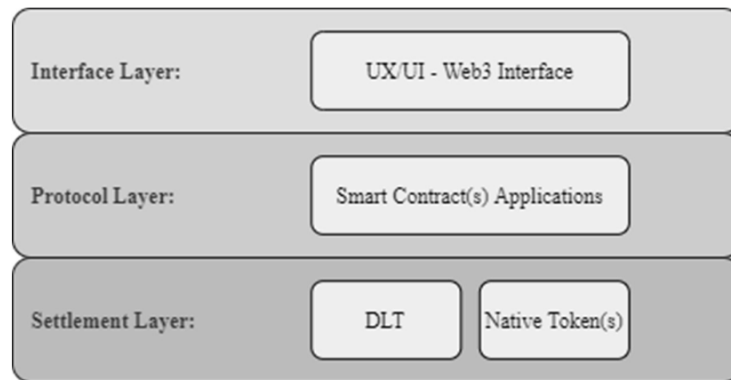 Interface Layer: UX/UI - Web3 Interface
Protocol Layer: Smart Contract(s) Applications
Settlement Layer: DLT Native Token(s)